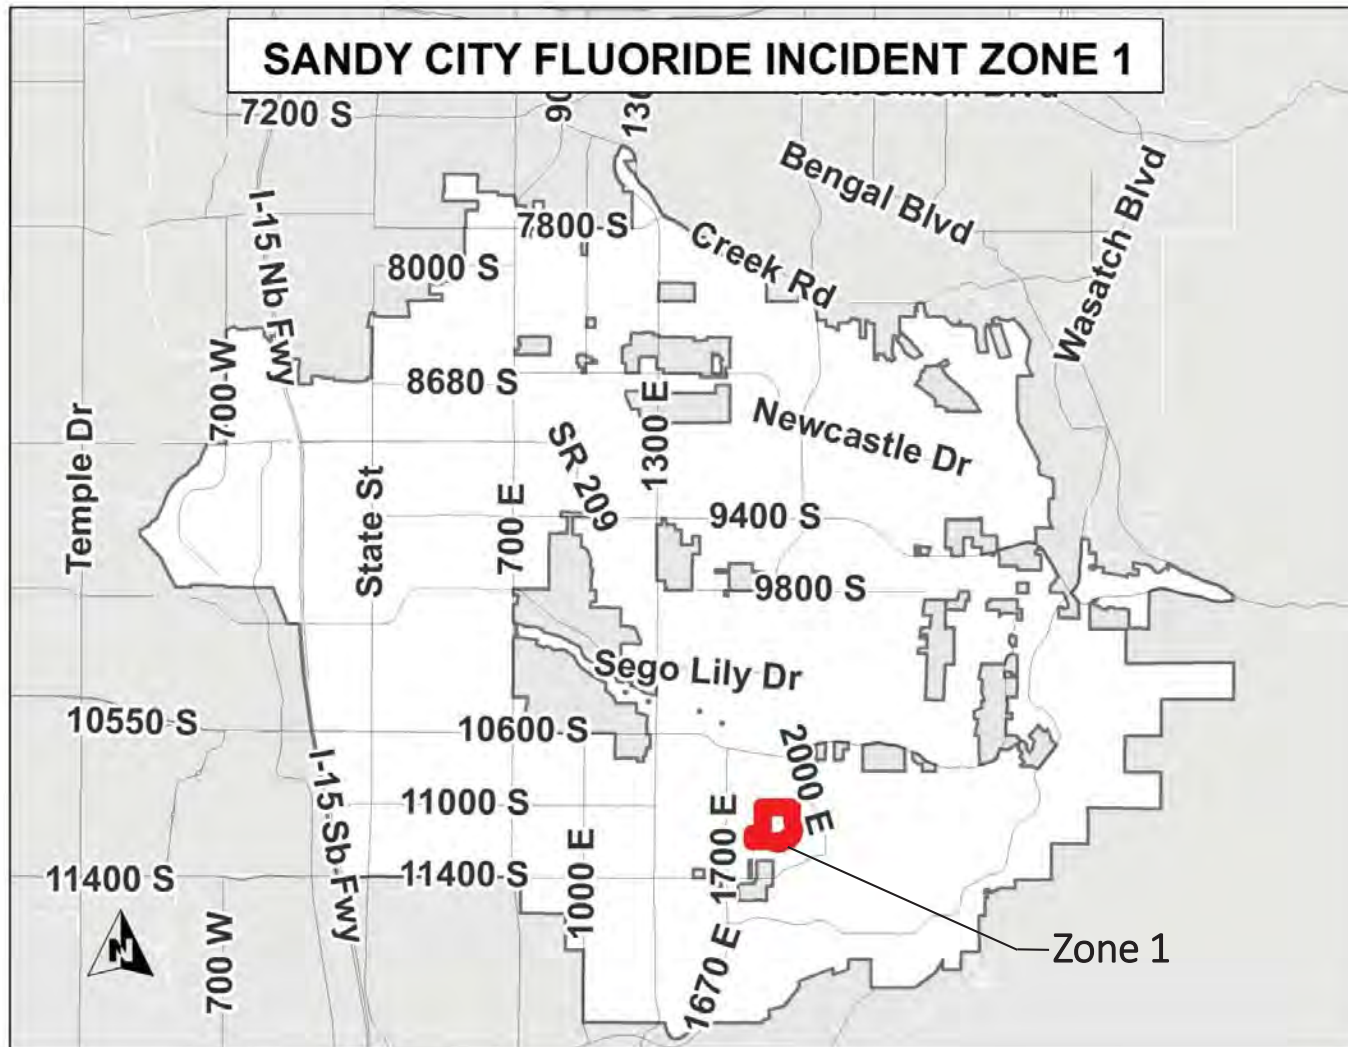 SANDY CITY FLUORIDE INCIDENT ZONE 1
7200 S
Bengal Blvd
Wasatch Blvd
I-15 Nb Fwy
7800 S
Creek Rd
8000 S
700 W
8680 S
1300 E
Newcastle Dr
Temple Dr
State St
700 E
SR 209
9400 S
9800 S
Sego Lily Dr
10550 S
10600 S
2000 E
I-15 Sb Fwy
11000 S
1700 E
11400 S
11400 S
1000 E
700 W
1670 E
Zone 1
N